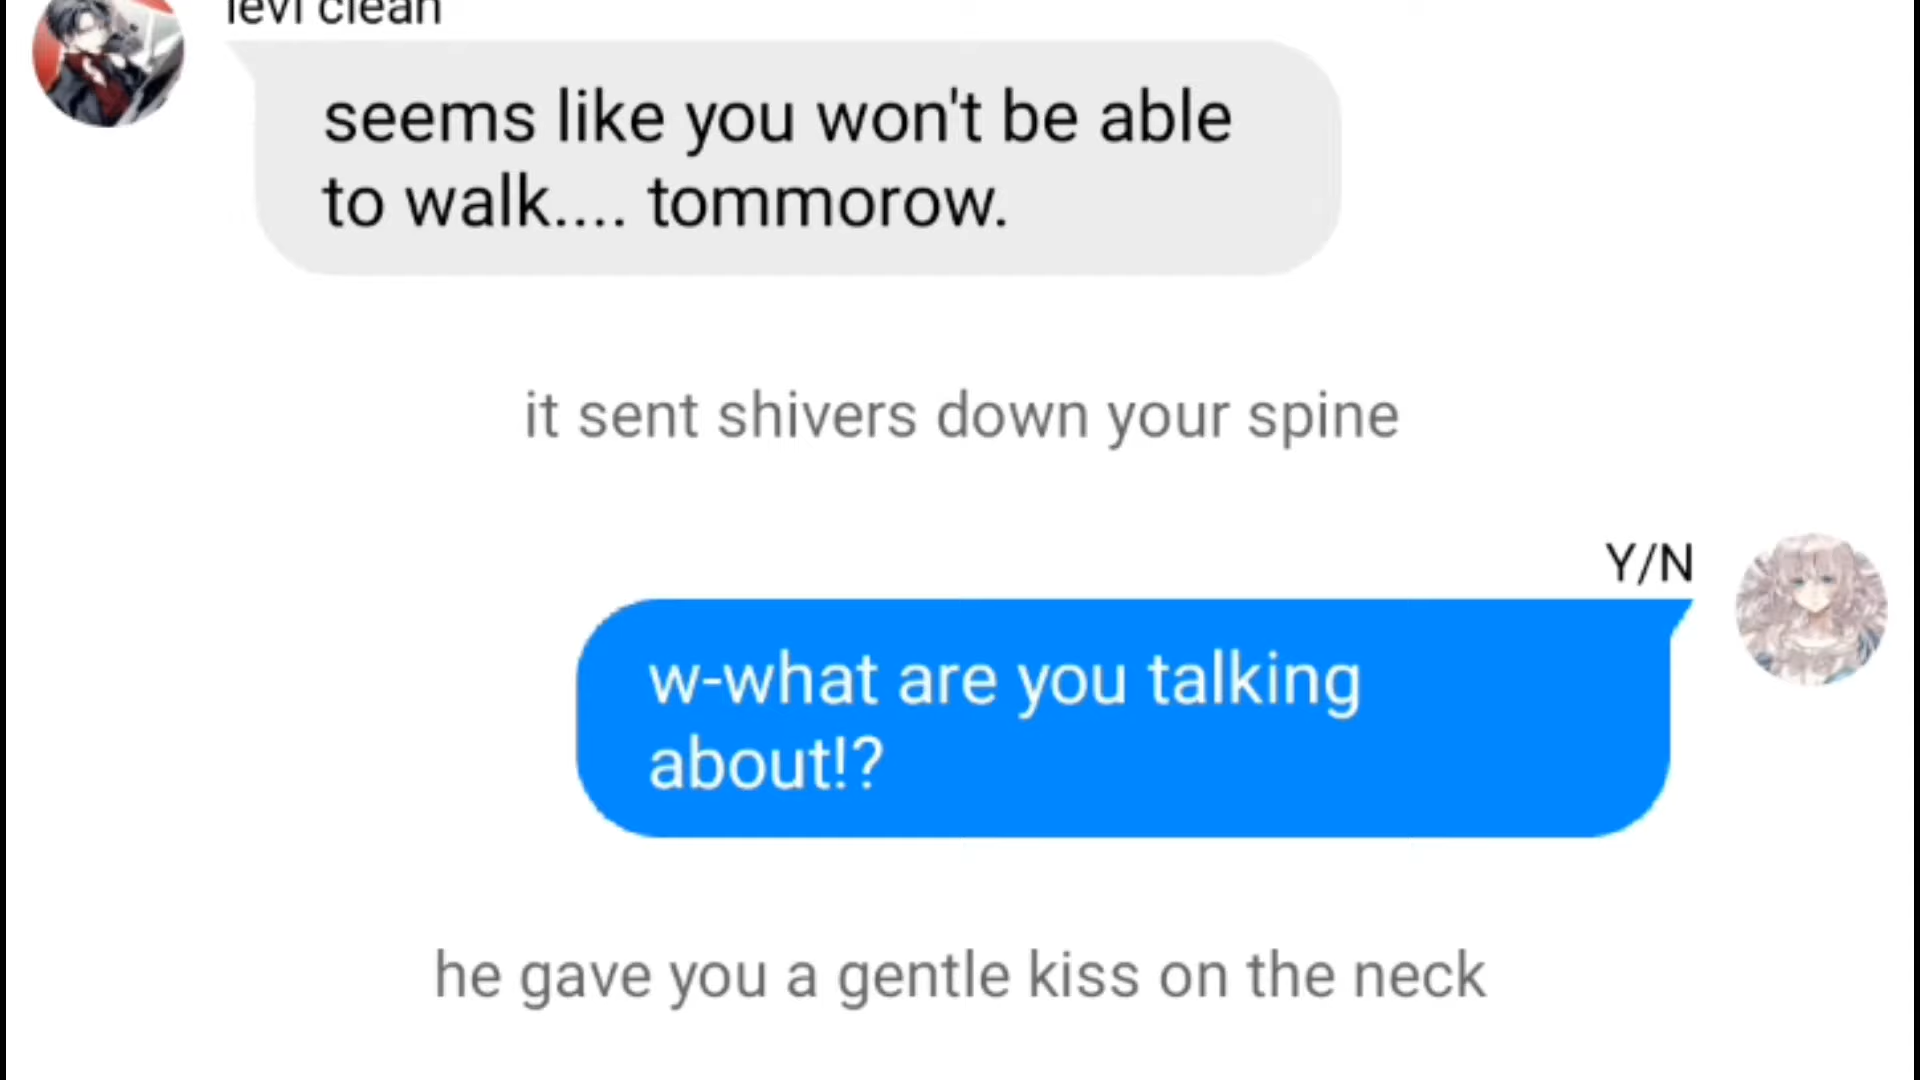 levi clean
seems like you won't be able
to walk.... tommorow.
it sent shivers down your spine
Y/N
w-what are you talking
about!?
he gave you a gentle kiss on the neck